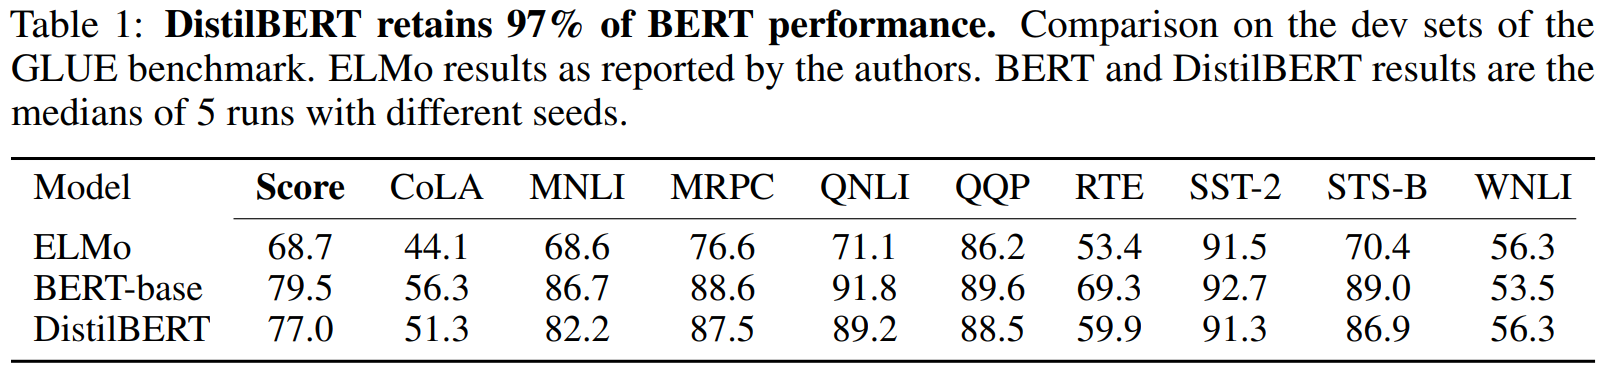 Table 1: DistilBERT retains 97% of BERT performance. Comparison on the dev sets of the
GLUE benchmark. ELMo results as reported by the authors. BERT and DistilBERT results are the
medians of 5 runs with different seeds.
Model Score CoLA MNLI MRPC QNLI QQP RTE SST-2 STS-B WNLI
ELMo 68.7 44.1 68.6 76.6 71.1 86.2 53.4 91.5 70.4 56.3
BERT-base 79.5 56.3 86.7 88.6 91.8 89.6 69.3 92.7 89.0 53.5
DistilBERT 77.0 51.3 82.2 87.5 89.2 88.5 59.9 91.3 86.9 56.3